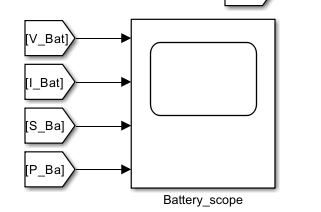 [V_Bat]
[I_Bat]
[S_Ba]
[P_Ba]
Battery_scope